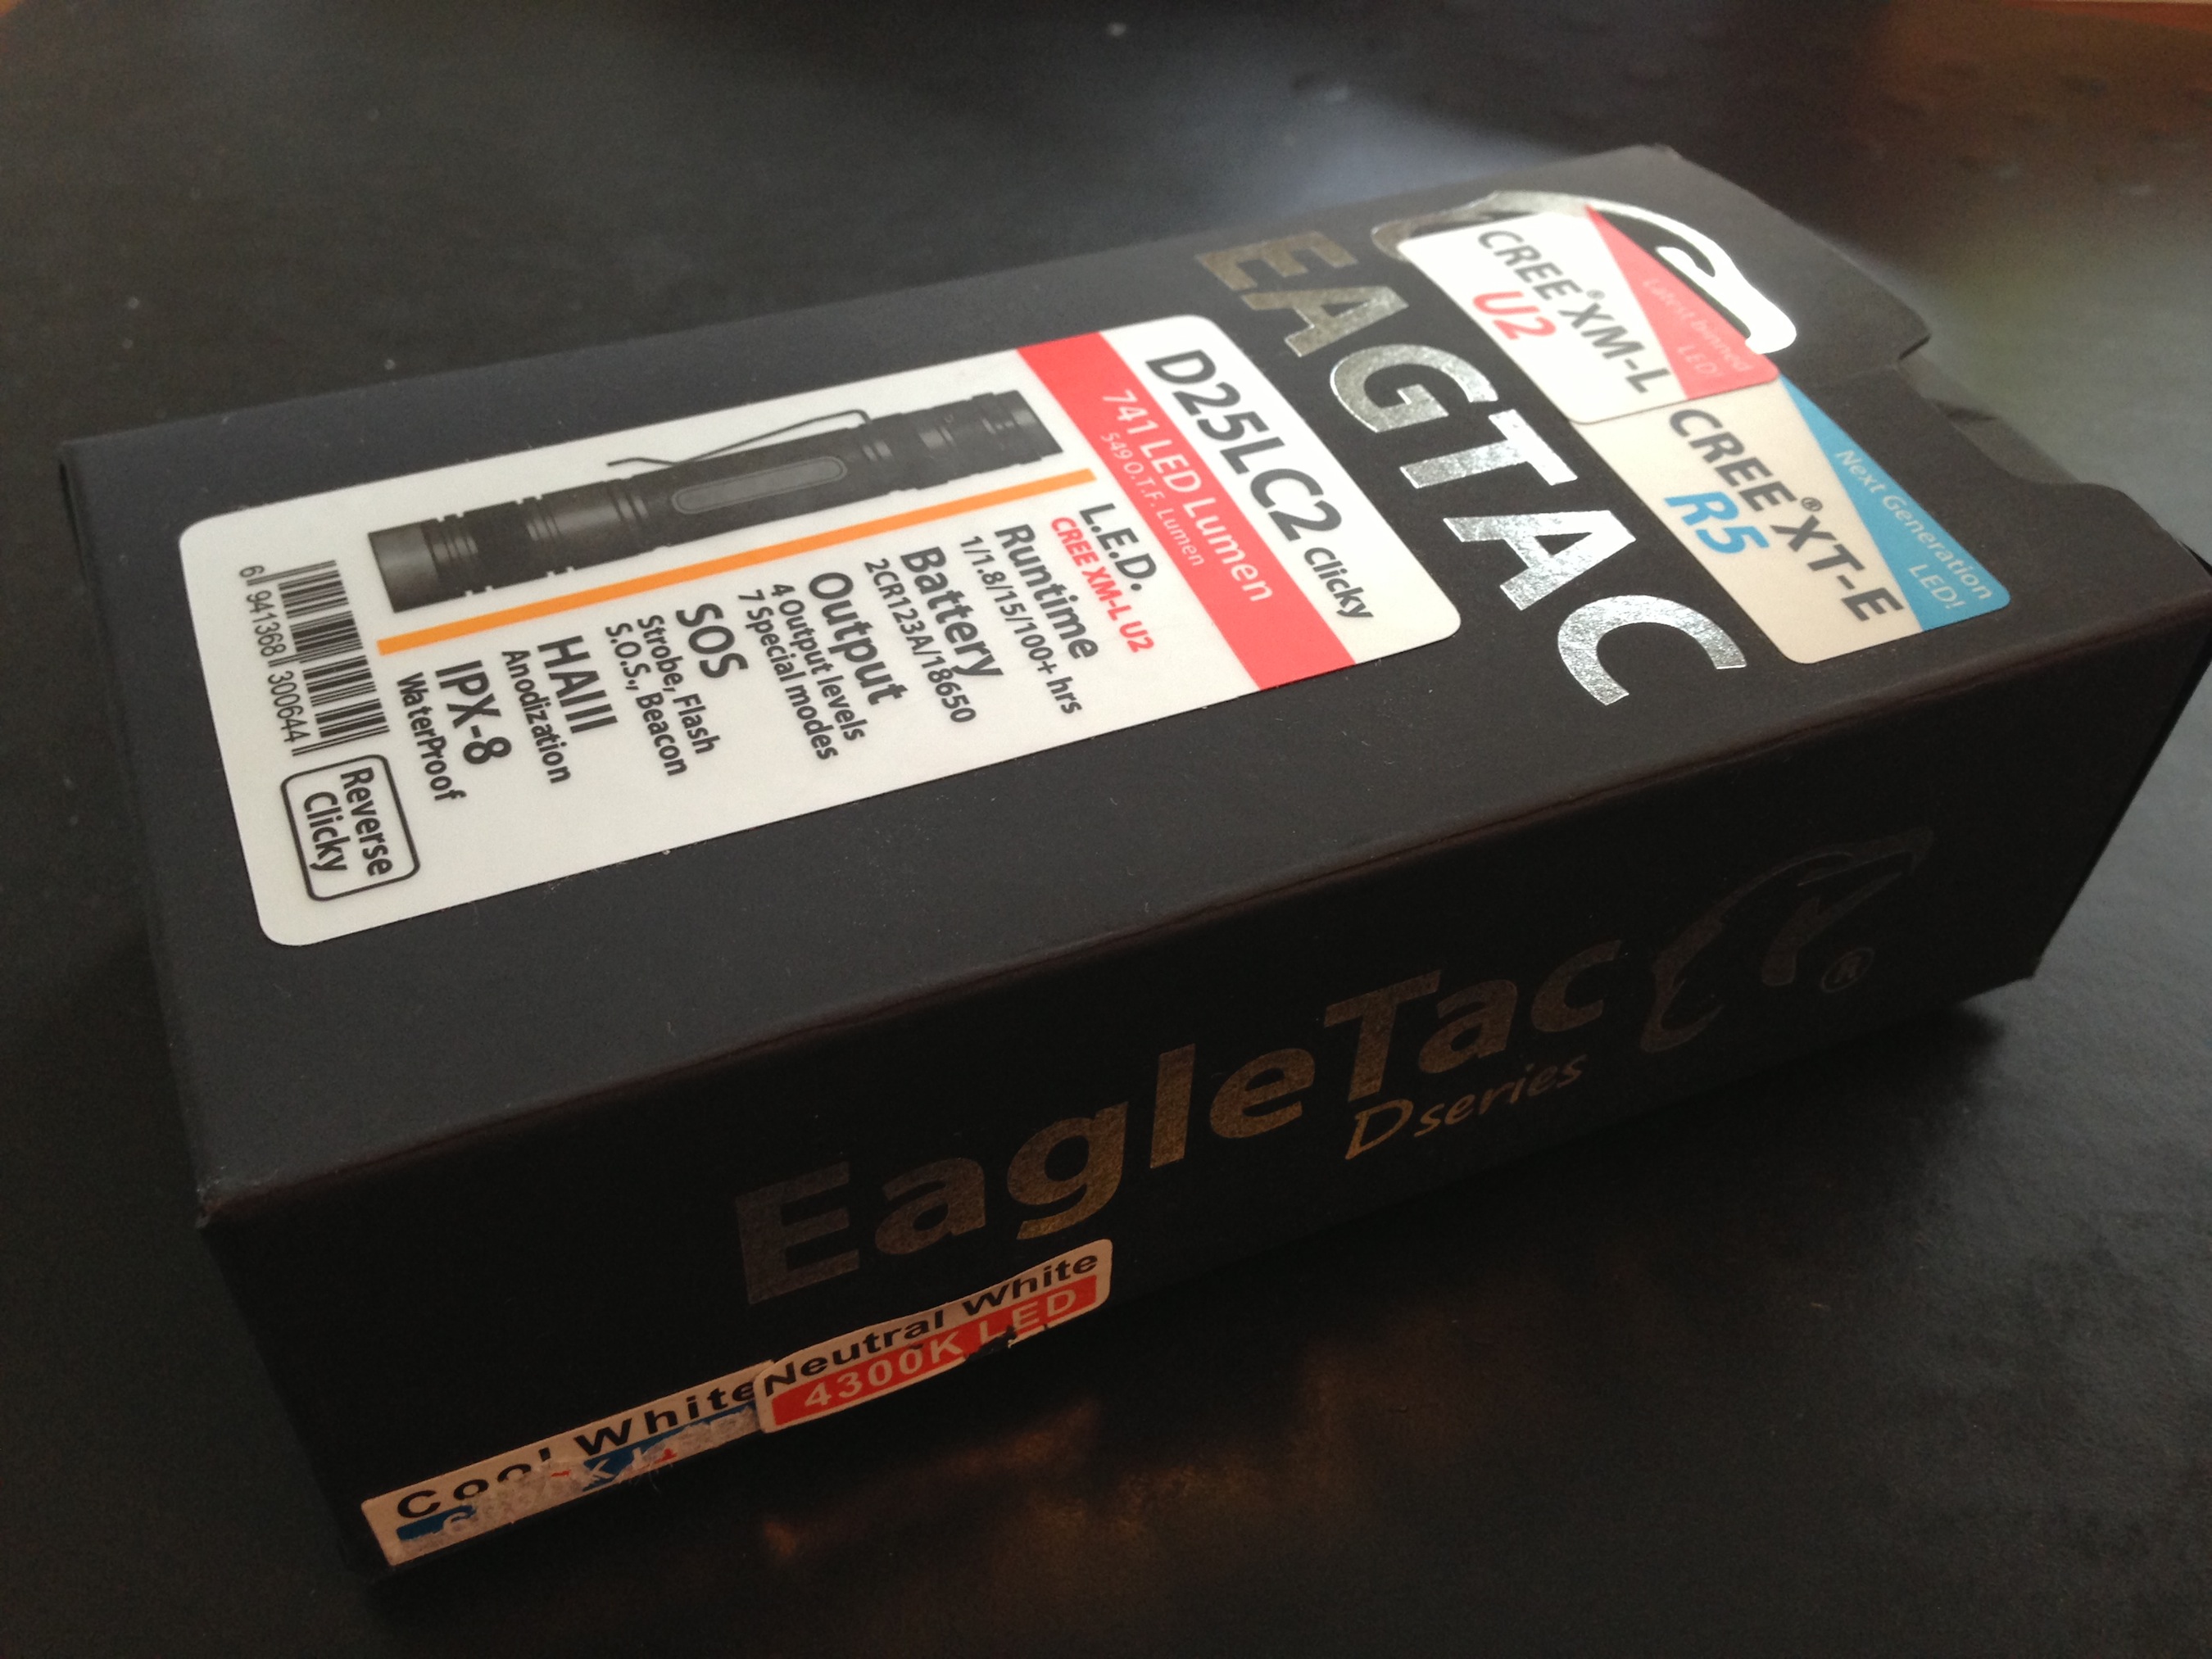 CREE® XM-L
U2
Latest binned
LED!
CREE® XT-E
R5
Next Generation
LED!
EAGTAC
D25LC2 Clicky
741 LED Lumen
549 O.T.F. Lumen
L.E.D.
CREE XM-L U2
Runtime
1/1.8/15/100+ hrs
Battery
2CR123A/18650
Output
4 Output levels
7 Special modes
SOS
Strobe, Flash
S.O.S., Beacon
HAIII
Anodization
IPX-8
WaterProof
6 941368 300644
Reverse
Clicky
EagleTac ®
D series
Neutral White
4300K LED
Cool White